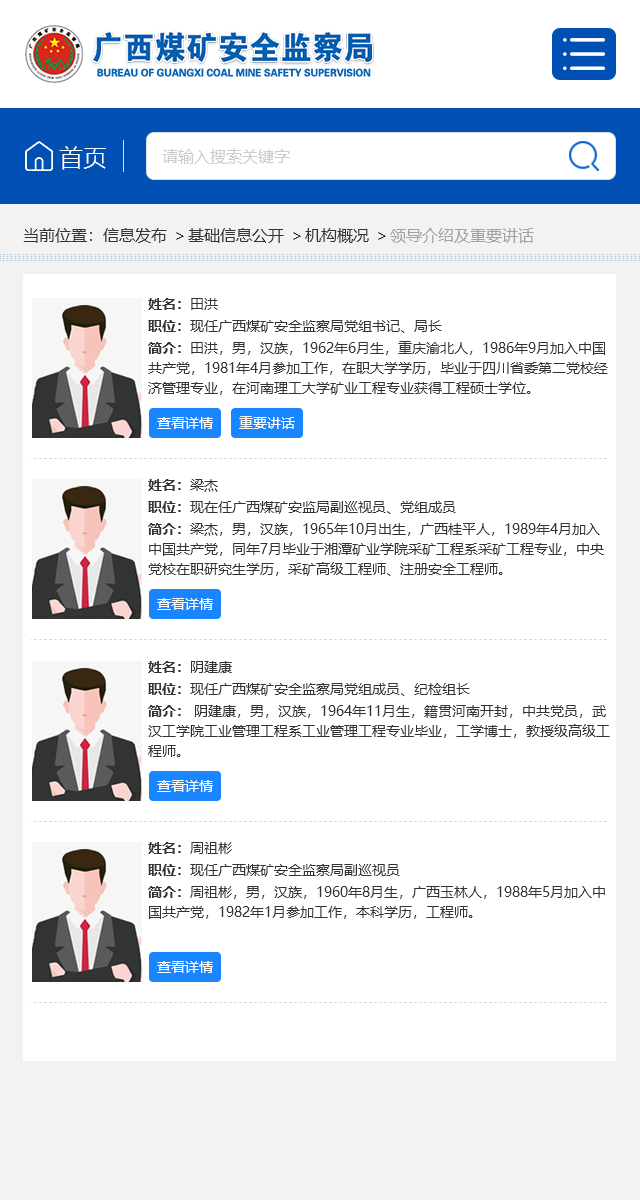 广西煤矿安全监察局
BUREAU OF GUANGXI COAL MINE SAFETY SUPERVISION
首页
请输入搜索关键字
当前位置：信息发布 > 基础信息公开 > 机构概况 > 领导介绍及重要讲话
姓名：田洪
职位：现任广西煤矿安全监察局党组书记、局长
简介：田洪，男，汉族，1962年6月生，重庆渝北人，1986年9月加入中国
共产党，1981年4月参加工作，在职大学学历，毕业于四川省委第二党校经
济管理专业，在河南理工大学矿业工程专业获得工程硕士学位。
查看详情 重要讲话
姓名：梁杰
职位：现在任广西煤矿安监局副巡视员、党组成员
简介：梁杰，男，汉族，1965年10月出生，广西桂平人，1989年4月加入
中国共产党，同年7月毕业于湘潭矿业学院采矿工程系采矿工程专业，中央
党校在职研究生学历，采矿高级工程师、注册安全工程师。
查看详情
姓名：阴建康
职位：现任广西煤矿安全监察局党组成员、纪检组长
简介： 阴建康，男，汉族，1964年11月生，籍贯河南开封，中共党员，武
汉工学院工业管理工程系工业管理工程专业毕业，工学博士，教授级高级工
程师。
查看详情
姓名：周祖彬
职位：现任广西煤矿安全监察局副巡视员
简介：周祖彬，男，汉族，1960年8月生，广西玉林人，1988年5月加入中
国共产党，1982年1月参加工作，本科学历，工程师。
查看详情